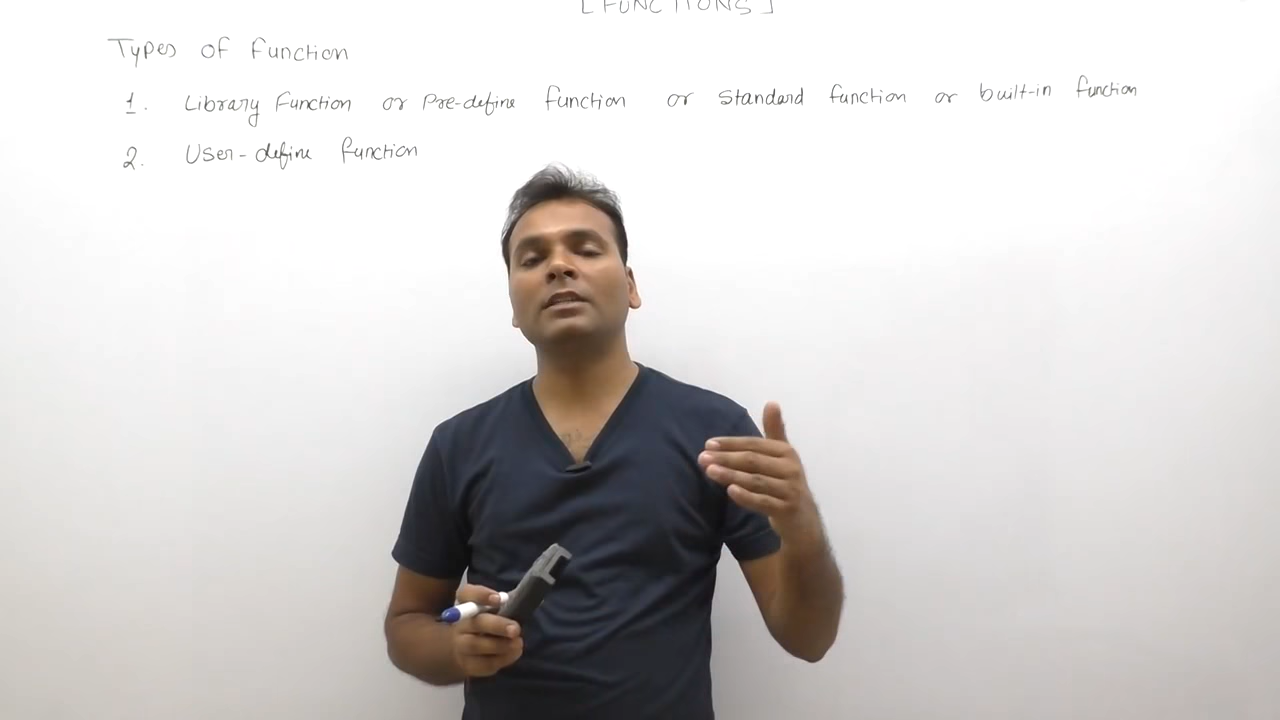 [FUNCTIONS]
Types of Function
1. Library Function or Pre-define function or Standard function or built-in function
2. User-define function